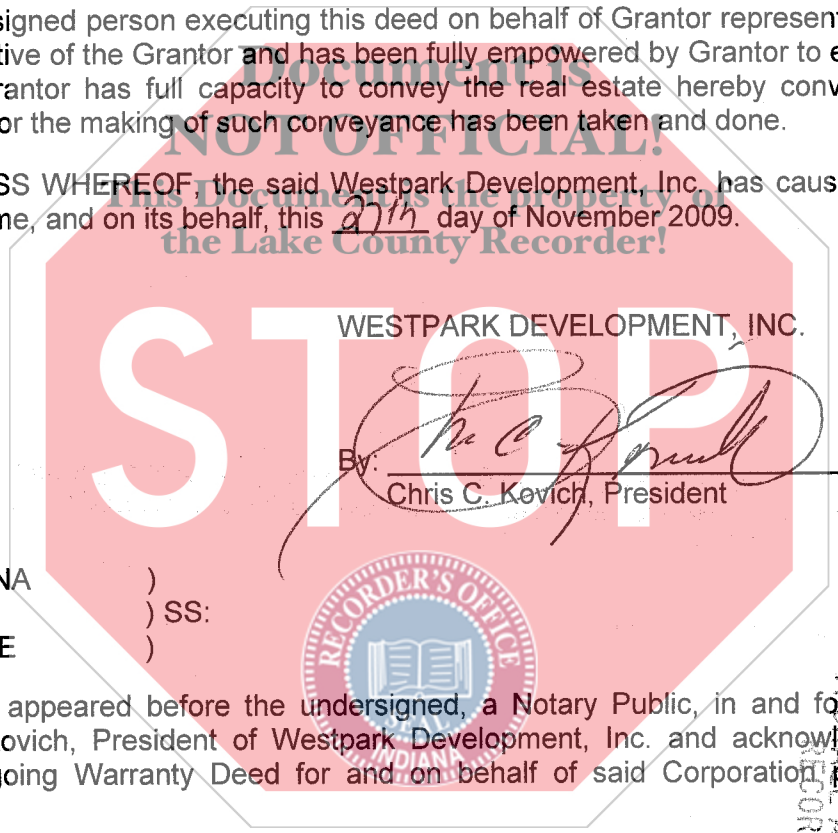 signed person executing this deed on behalf of Grantor represen
tive of the Grantor and has been fully empowered by Grantor to e
rantor has full capacity to convey the real estate hereby conv
or the making of such conveyance has been taken and done.
Document is
NOT OFFICIAL!
This Document is the property of
the Lake County Recorder!
SS WHEREOF, the said Westpark Development, Inc. has caus
me, and on its behalf, this 27th day of November 2009.
STOP
WESTPARK DEVELOPMENT, INC.
By:
Chris C. Kovich, President
NA )
) SS:
E )
RECORDER'S OFFICE
SEAL
INDIANA
appeared before the undersigned, a Notary Public, in and fo
ovich, President of Westpark Development, Inc. and acknowl
going Warranty Deed for and on behalf of said Corporation
RECOR